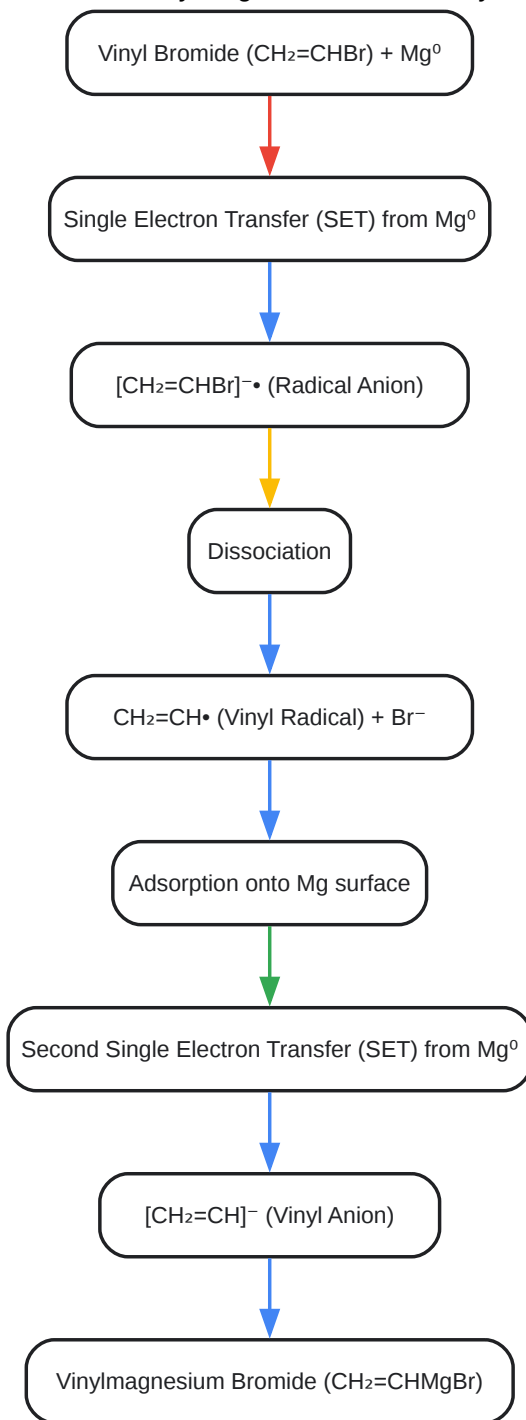 Vinyl Bromide (CH₂=CHBr) + Mg⁰
Single Electron Transfer (SET) from Mg⁰
[CH₂=CHBr]⁻• (Radical Anion)
Dissociation
CH₂=CH• (Vinyl Radical) + Br⁻
Adsorption onto Mg surface
Second Single Electron Transfer (SET) from Mg⁰
[CH₂=CH]⁻ (Vinyl Anion)
Vinylmagnesium Bromide (CH₂=CHMgBr)